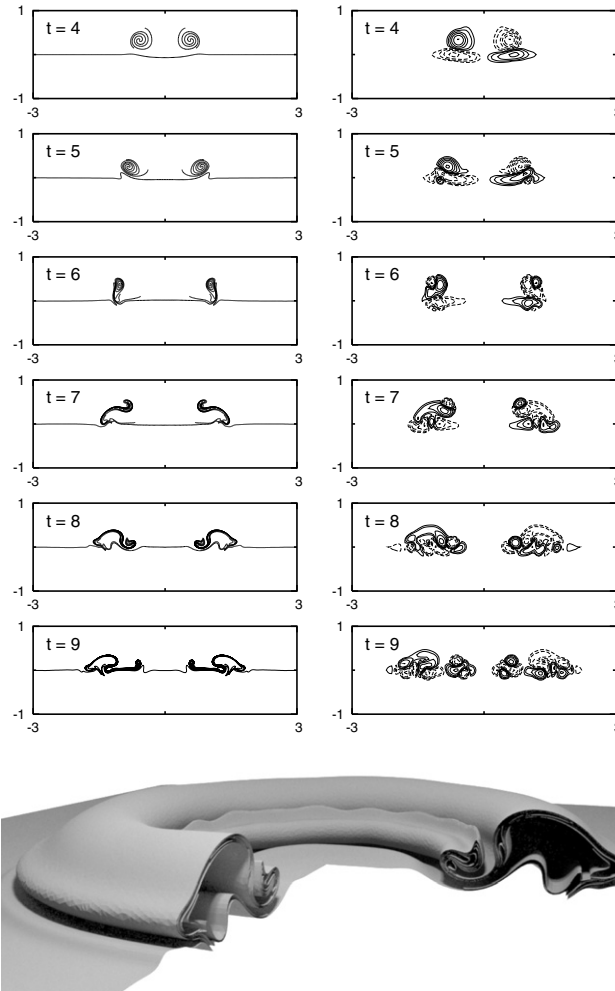 1 1
t = 4 t = 4
-1 -1
-3 3 -3 3
1 1
t = 5 t = 5
-1 -1
-3 3 -3 3
1 1
t = 6 t = 6
-1 -1
-3 3 -3 3
1 1
t = 7 t = 7
-1 -1
-3 3 -3 3
1 1
t = 8 t = 8
-1 -1
-3 3 -3 3
1 1
t = 9 t = 9
-1 -1
-3 3 -3 3